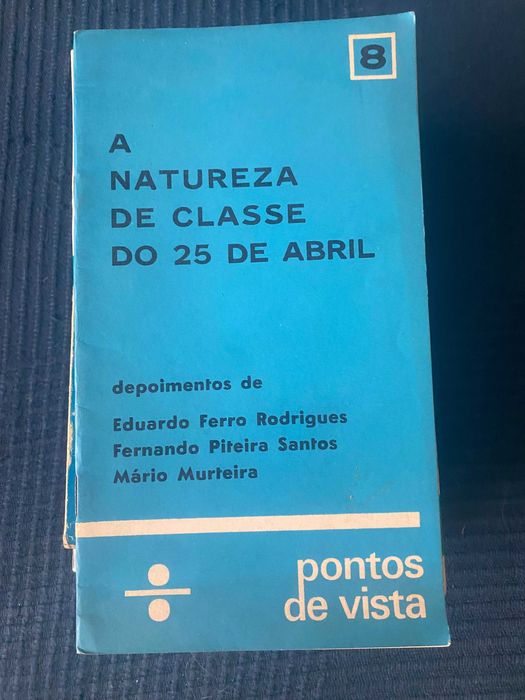 8
A
NATUREZA
DE CLASSE
DO 25 DE ABRIL
depoimentos de
Eduardo Ferro Rodrigues
Fernando Piteira Santos
Mário Murteira
pontos
de vista